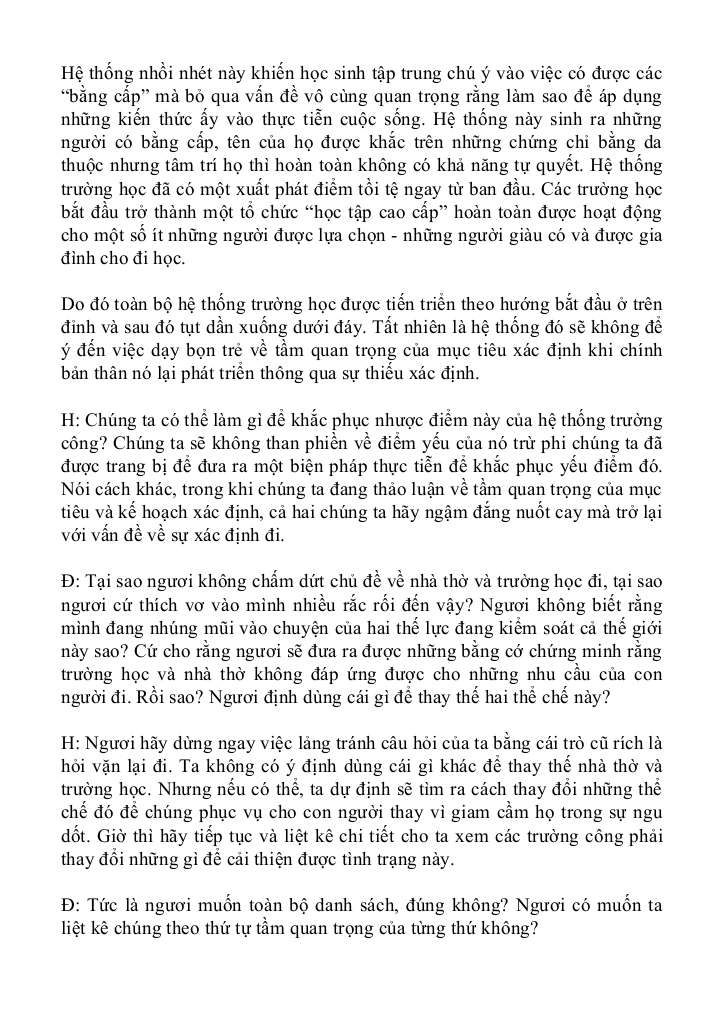 Hệ thống nhồi nhét này khiến học sinh tập trung chú ý vào việc có được các
“bằng cấp” mà bỏ qua vấn đề vô cùng quan trọng rằng làm sao để áp dụng
những kiến thức ấy vào thực tiễn cuộc sống. Hệ thống này sinh ra những
người có bằng cấp, tên của họ được khắc trên những chứng chỉ bằng da
thuộc nhưng tâm trí họ thì hoàn toàn không có khả năng tự quyết. Hệ thống
trường học đã có một xuất phát điểm tồi tệ ngay từ ban đầu. Các trường học
bắt đầu trở thành một tổ chức “học tập cao cấp” hoàn toàn được hoạt động
cho một số ít những người được lựa chọn - những người giàu có và được gia
đình cho đi học.
Do đó toàn bộ hệ thống trường học được tiến triển theo hướng bắt đầu ở trên
đỉnh và sau đó tụt dần xuống dưới đáy. Tất nhiên là hệ thống đó sẽ không để
ý đến việc dạy bọn trẻ về tầm quan trọng của mục tiêu xác định khi chính
bản thân nó lại phát triển thông qua sự thiếu xác định.
H: Chúng ta có thể làm gì để khắc phục nhược điểm này của hệ thống trường
công? Chúng ta sẽ không than phiền về điểm yếu của nó trừ phi chúng ta đã
được trang bị để đưa ra một biện pháp thực tiễn để khắc phục yếu điểm đó.
Nói cách khác, trong khi chúng ta đang thảo luận về tầm quan trọng của mục
tiêu và kế hoạch xác định, cả hai chúng ta hãy ngậm đắng nuốt cay mà trở lại
với vấn đề về sự xác định đi.
Đ: Tại sao ngươi không chấm dứt chủ đề về nhà thờ và trường học đi, tại sao
ngươi cứ thích vơ vào mình nhiều rắc rối đến vậy? Ngươi không biết rằng
mình đang nhúng mũi vào chuyện của hai thế lực đang kiểm soát cả thế giới
này sao? Cứ cho rằng ngươi sẽ đưa ra được những bằng cớ chứng minh rằng
trường học và nhà thờ không đáp ứng được cho những nhu cầu của con
người đi. Rồi sao? Ngươi định dùng cái gì để thay thế hai thể chế này?
H: Ngươi hãy dừng ngay việc lảng tránh câu hỏi của ta bằng cái trò cũ rích là
hỏi vặn lại đi. Ta không có ý định dùng cái gì khác để thay thế nhà thờ và
trường học. Nhưng nếu có thể, ta dự định sẽ tìm ra cách thay đổi những thể
chế đó để chúng phục vụ cho con người thay vì giam cầm họ trong sự ngu
dốt. Giờ thì hãy tiếp tục và liệt kê chi tiết cho ta xem các trường công phải
thay đổi những gì để cải thiện được tình trạng này.
Đ: Tức là ngươi muốn toàn bộ danh sách, đúng không? Ngươi có muốn ta
liệt kê chúng theo thứ tự tầm quan trọng của từng thứ không?